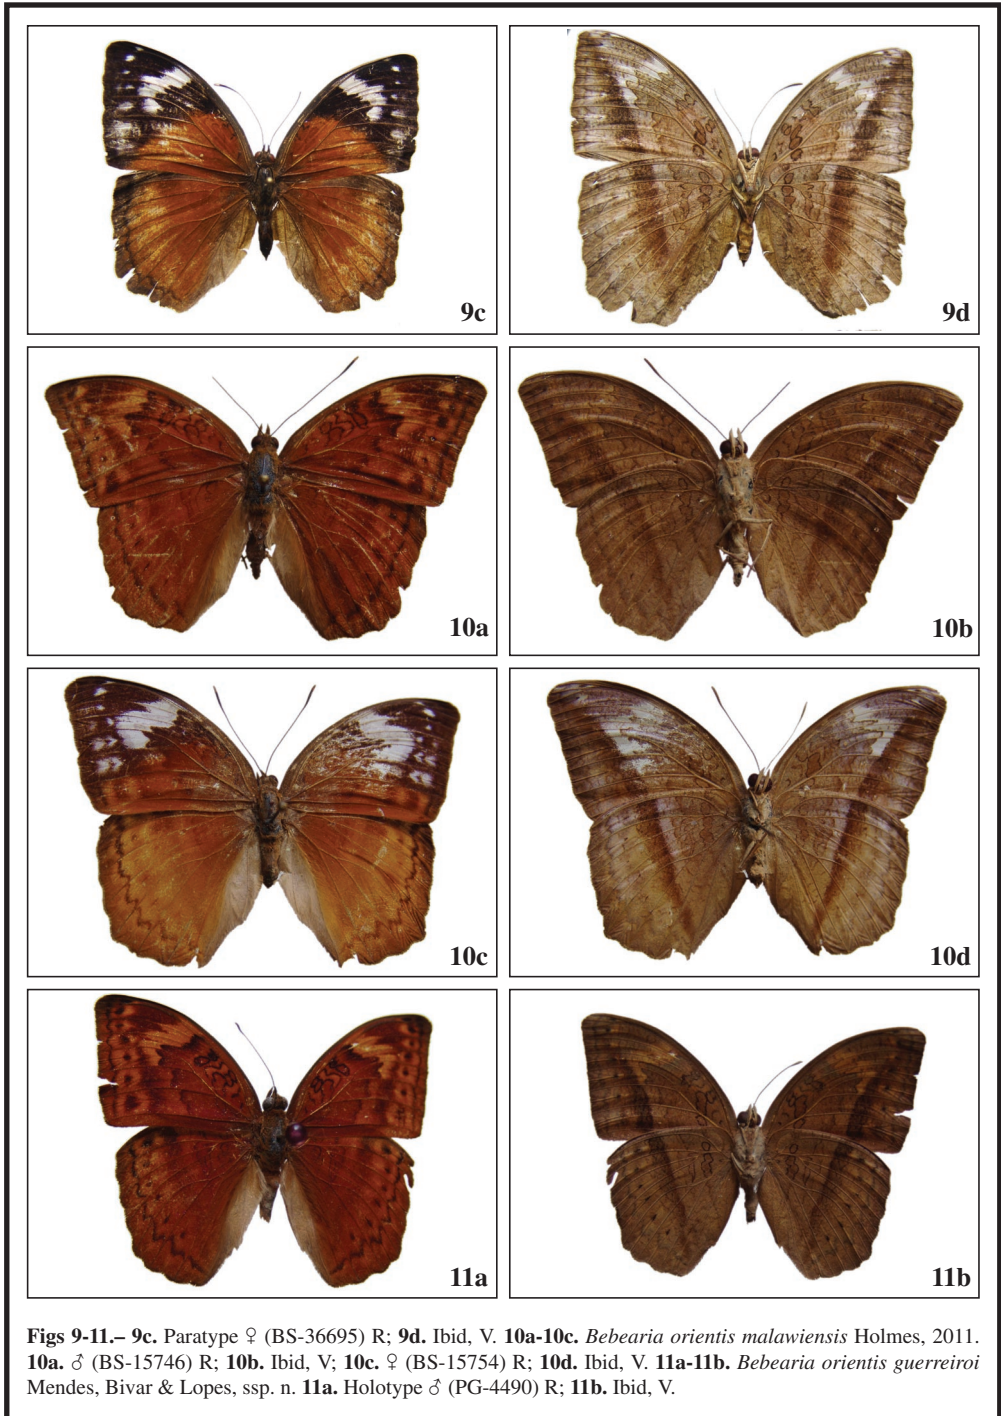 9c
9d
10a
10b
10c
10d
11a
11b
Figs 9-11.– 9c. Paratype ♀ (BS-36695) R; 9d. Ibid, V. 10a-10c. Bebearia orientis malawiensis Holmes, 2011.
10a. ♂ (BS-15746) R; 10b. Ibid, V; 10c. ♀ (BS-15754) R; 10d. Ibid, V. 11a-11b. Bebearia orientis guerreiroi
Mendes, Bivar & Lopes, ssp. n. 11a. Holotype ♂ (PG-4490) R; 11b. Ibid, V.